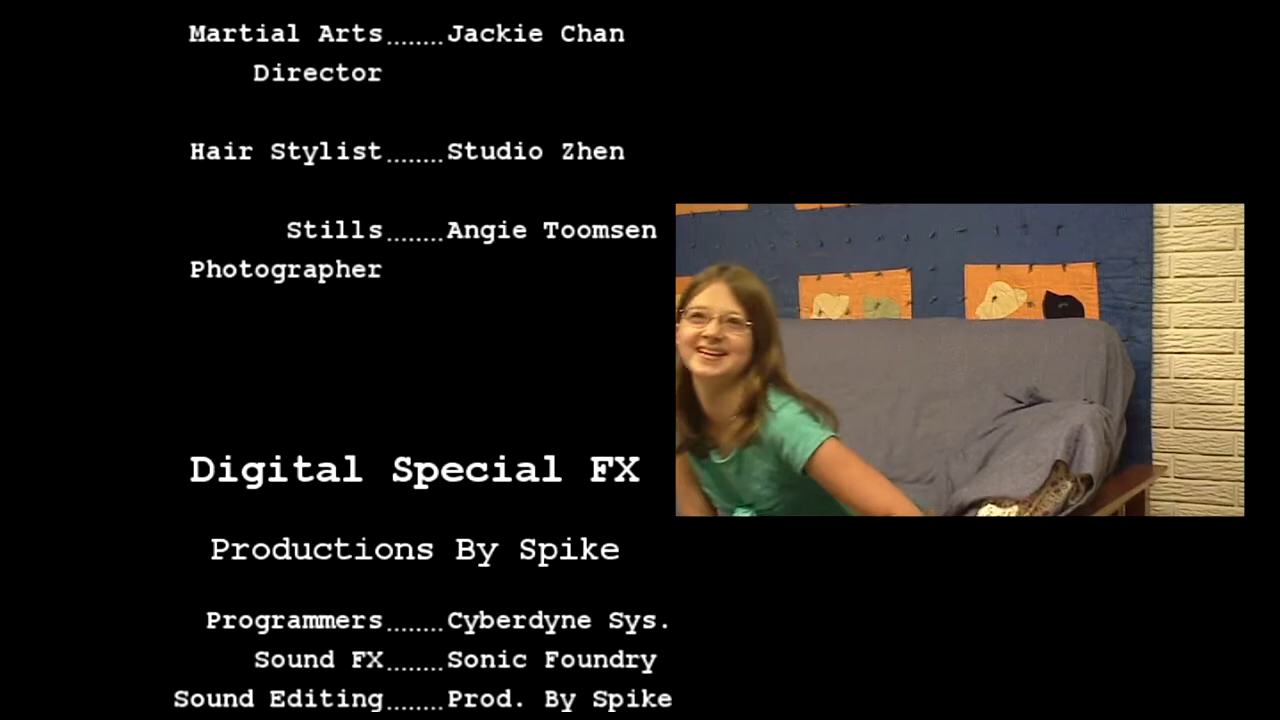 Martial Arts........Jackie Chan
Director
Hair Stylist........Studio Zhen
Stills........Angie Toomsen
Photographer
Digital Special FX
Productions By Spike
Programmers........Cyberdyne Sys.
Sound FX........Sonic Foundry
Sound Editing........Prod. By Spike